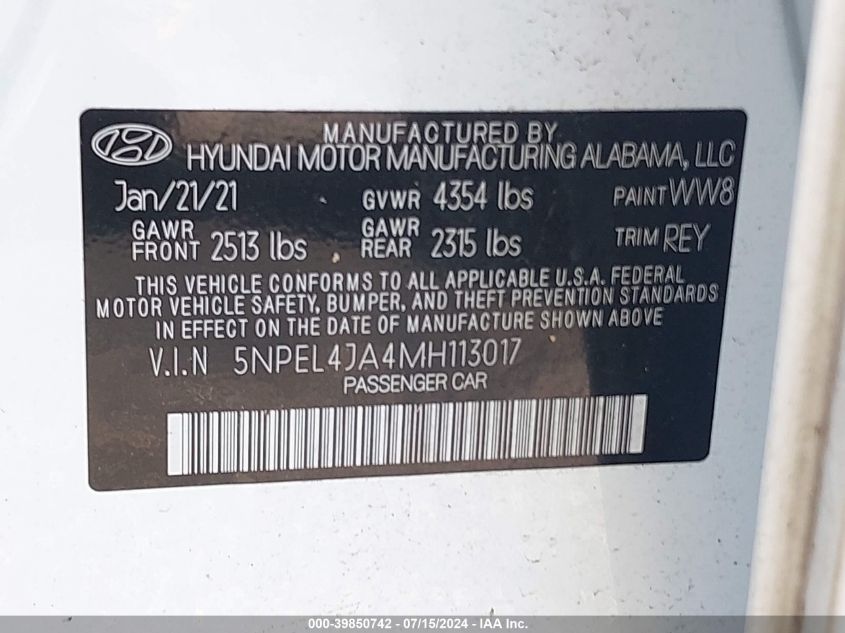 MANUFACTURED BY
HYUNDAI MOTOR MANUFACTURING ALABAMA, LLC
Jan/21/21 GVWR 4354 lbs PAINT WW8
GAWR FRONT 2513 lbs GAWR REAR 2315 lbs TRIM REY
THIS VEHICLE CONFORMS TO ALL APPLICABLE U.S.A. FEDERAL
MOTOR VEHICLE SAFETY, BUMPER, AND THEFT PREVENTION STANDARDS
IN EFFECT ON THE DATE OF MANUFACTURE SHOWN ABOVE
V.I.N 5NPEL4JA4MH113017
PASSENGER CAR
000-39850742 - 07/15/2024 - IAAI - U.S. INC.